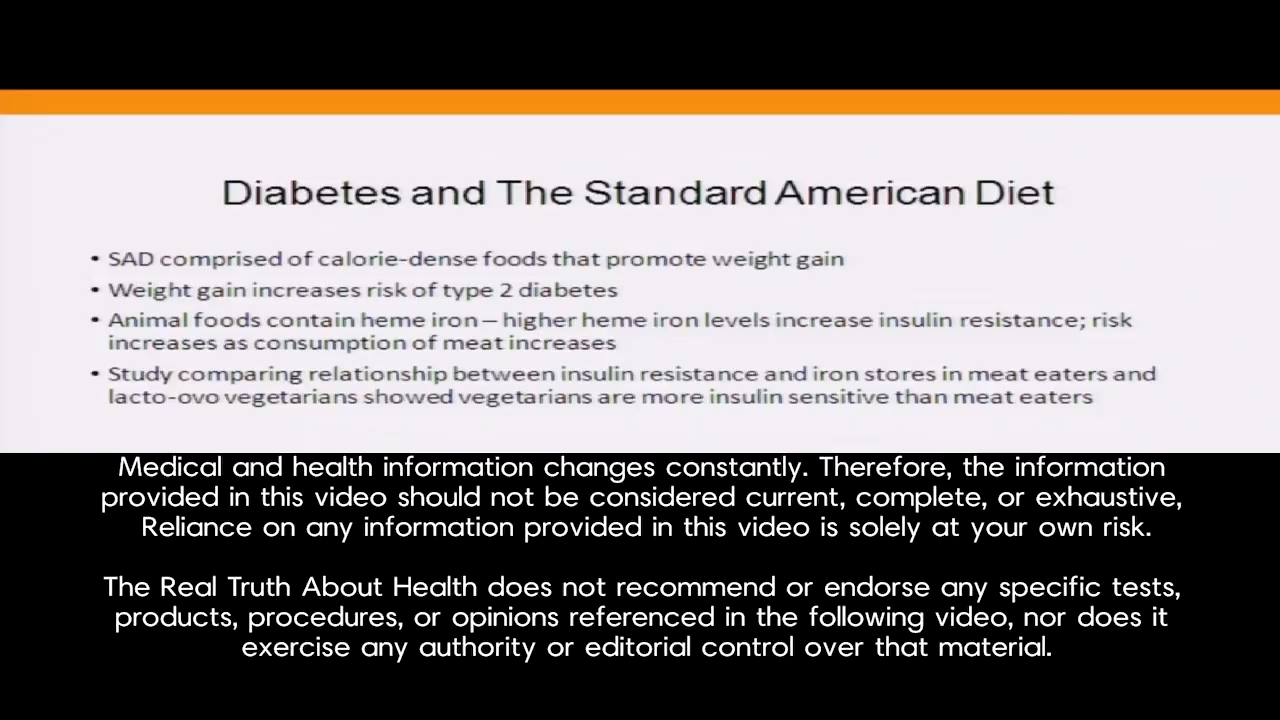 Diabetes and The Standard American Diet
• SAD comprised of calorie-dense foods that promote weight gain
• Weight gain increases risk of type 2 diabetes
• Animal foods contain heme iron – higher heme iron levels increase insulin resistance; risk
increases as consumption of meat increases
• Study comparing relationship between insulin resistance and iron stores in meat eaters and
lacto-ovo vegetarians showed vegetarians are more insulin sensitive than meat eaters
Medical and health information changes constantly. Therefore, the information
provided in this video should not be considered current, complete, or exhaustive,
Reliance on any information provided in this video is solely at your own risk.
The Real Truth About Health does not recommend or endorse any specific tests,
products, procedures, or opinions referenced in the following video, nor does it
exercise any authority or editorial control over that material.